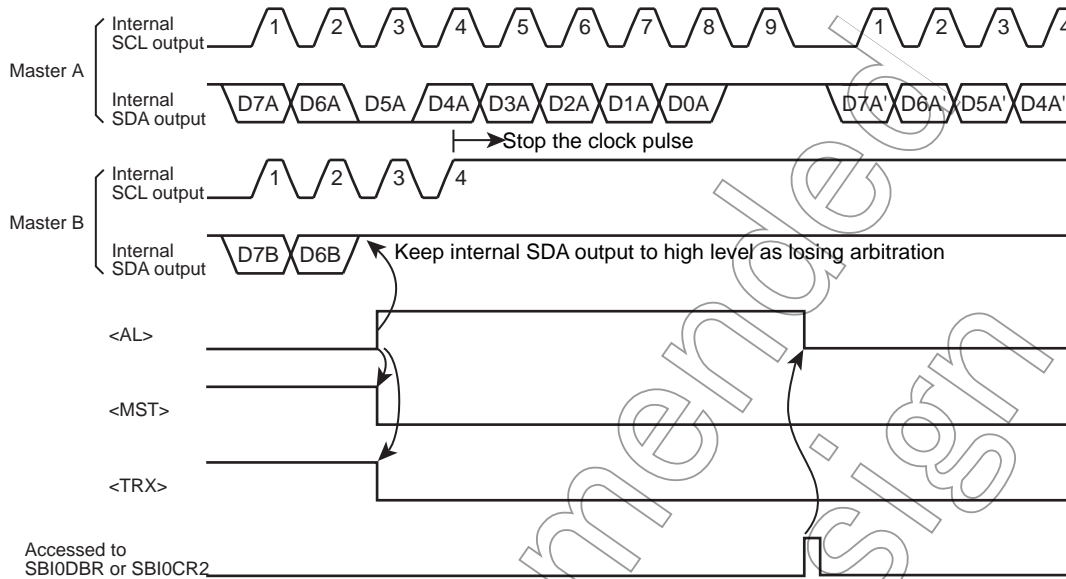 Internal SCL output 1 2 3 4 5 6 7 8 9 1 2 3 4
Master A
Internal SDA output D7A D6A D5A D4A D3A D2A D1A D0A D7A' D6A' D5A' D4A'
Stop the clock pulse
Internal SCL output 1 2 3 4
Master B
Internal SDA output D7B D6B Keep internal SDA output to high level as losing arbitration
<AL>
<MST>
<TRX>
Accessed to
SBI0DBR or SBI0CR2
mended
sign